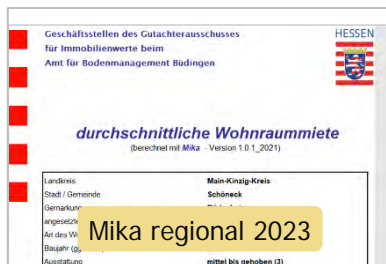 Geschäftsstellen des Gutachterausschusses
für Immobilienwerte beim
Amt für Bodenmanagement Büdingen
HESSEN
durchschnittliche Wohnraummiete
(berechnet mit Mika - Version 1.0.1_2021)
Landkreis Main-Kinzig-Kreis
Stadt / Gemeinde Schöneck
Gemarkung
angesetzte
Art des
Mika regional 2023
Baujahr
Ausstattung mittel bis gehoben (3)